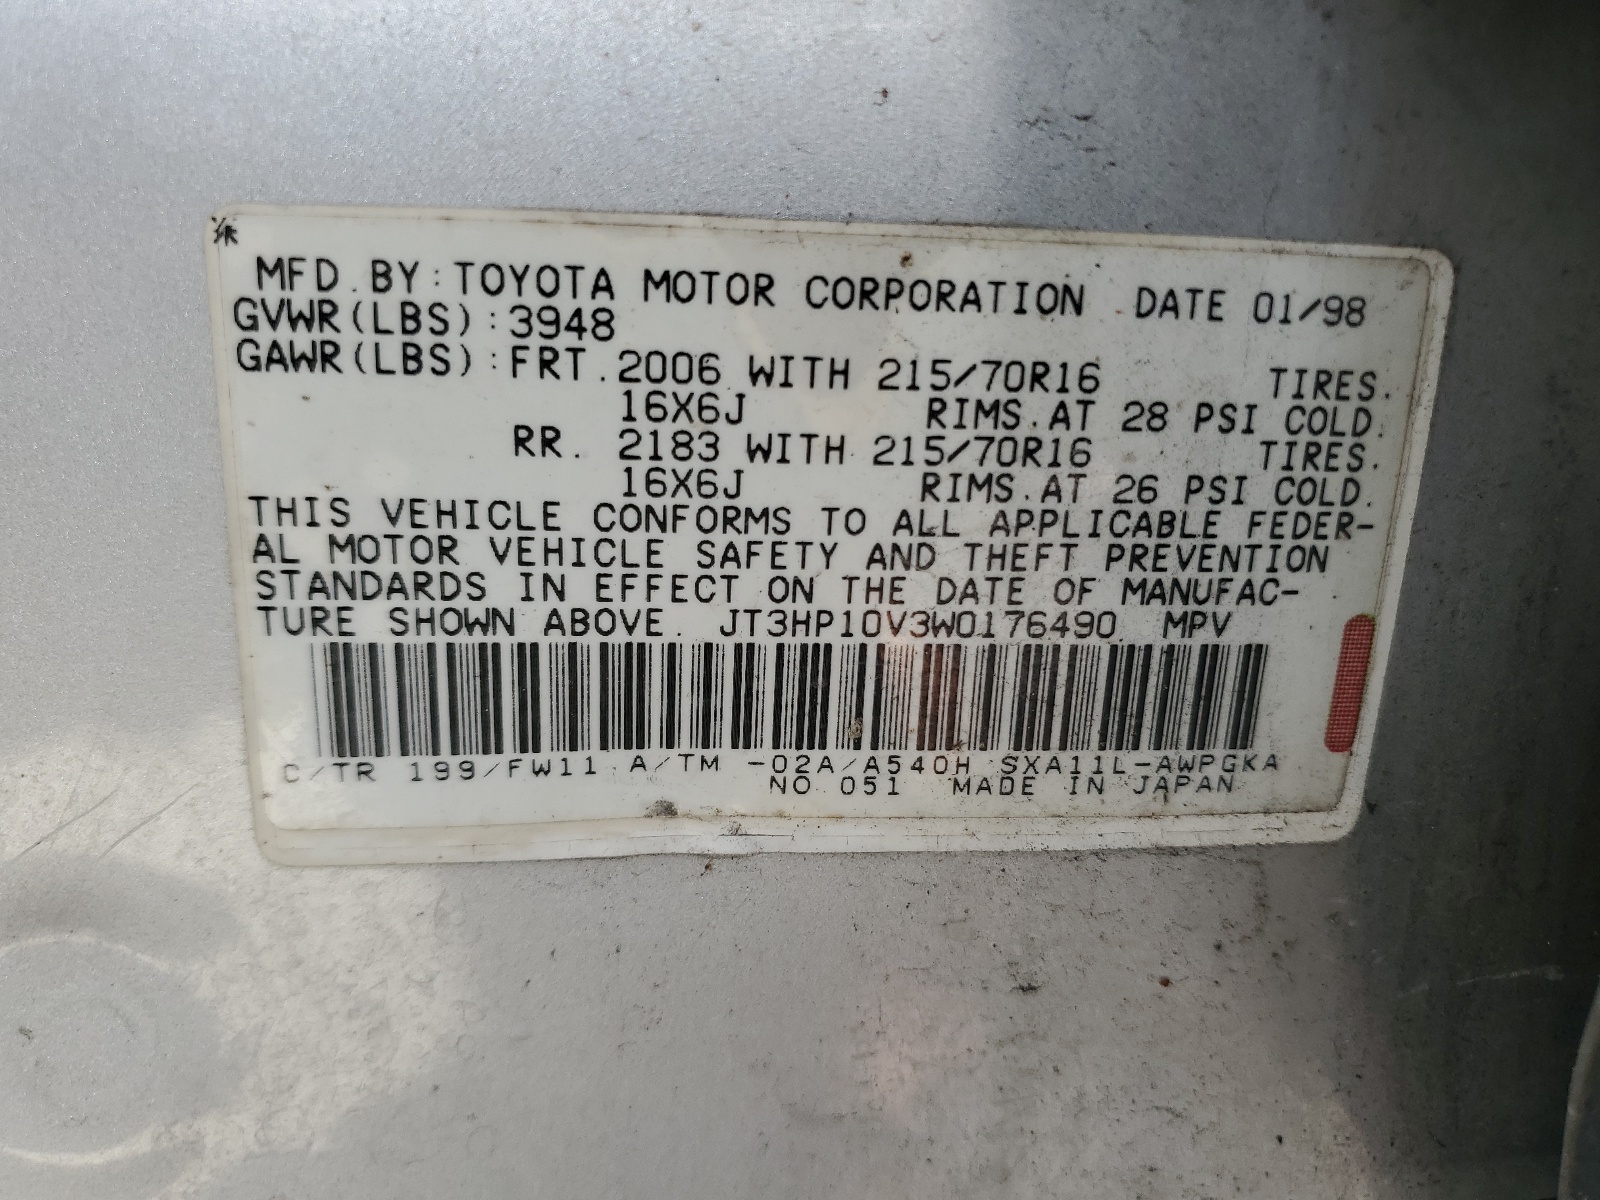 MFD. BY: TOYOTA MOTOR CORPORATION DATE 01/98
GVWR(LBS):3948
GAWR(LBS):FRT. 2006 WITH 215/70R16 TIRES.
16X6J RIMS. AT 28 PSI COLD.
RR. 2183 WITH 215/70R16 TIRES.
16X6J RIMS. AT 26 PSI COLD.
THIS VEHICLE CONFORMS TO ALL APPLICABLE FEDER-
AL MOTOR VEHICLE SAFETY AND THEFT PREVENTION
STANDARDS IN EFFECT ON THE DATE OF MANUFAC-
TURE SHOWN ABOVE. JT3HP10V3W0176490 MPV
C/TR 199/FW11 A/TM -02A/A540H SXA11L-AWPGKA
NO. 051 MADE IN JAPAN